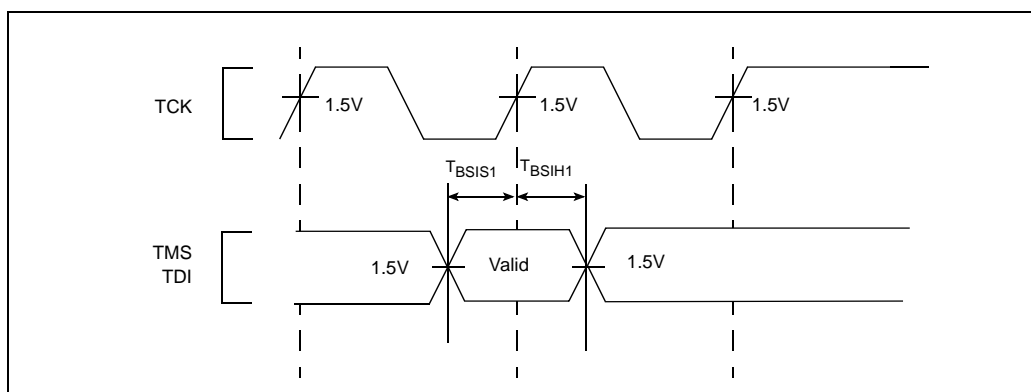 TCK
1.5V
1.5V
1.5V
TBSIS1
TBSIH1
TMS
TDI
1.5V
Valid
1.5V